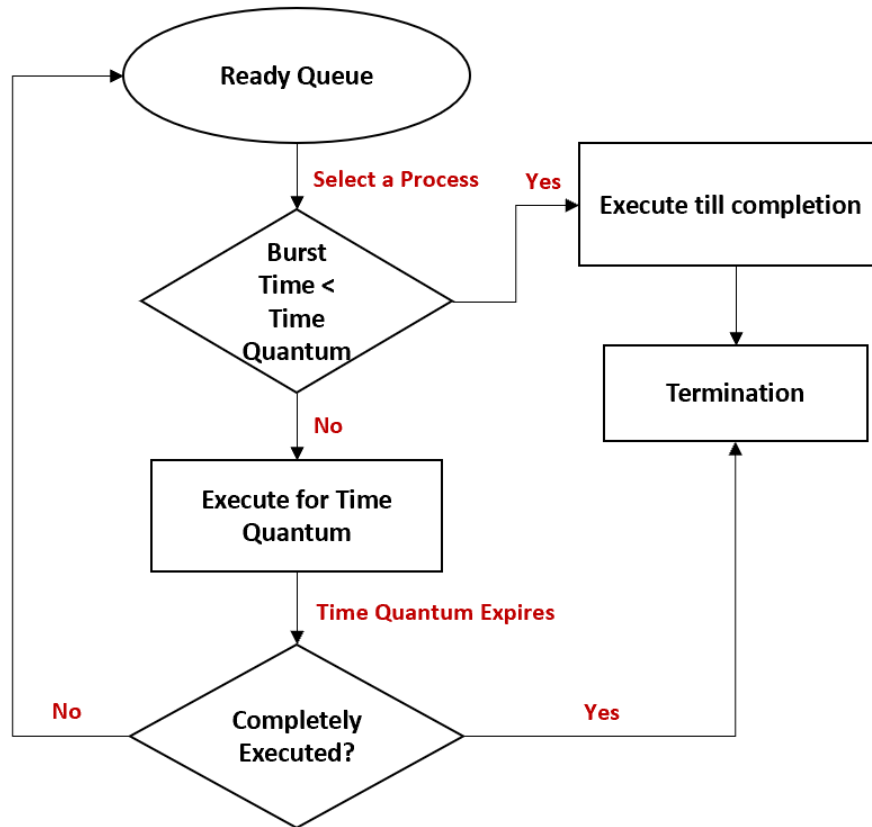 Ready Queue
Select a Process
Yes
Execute till completion
Burst
Time <
Time
Quantum
Termination
No
Execute for Time
Quantum
Time Quantum Expires
No
Completely
Executed?
Yes